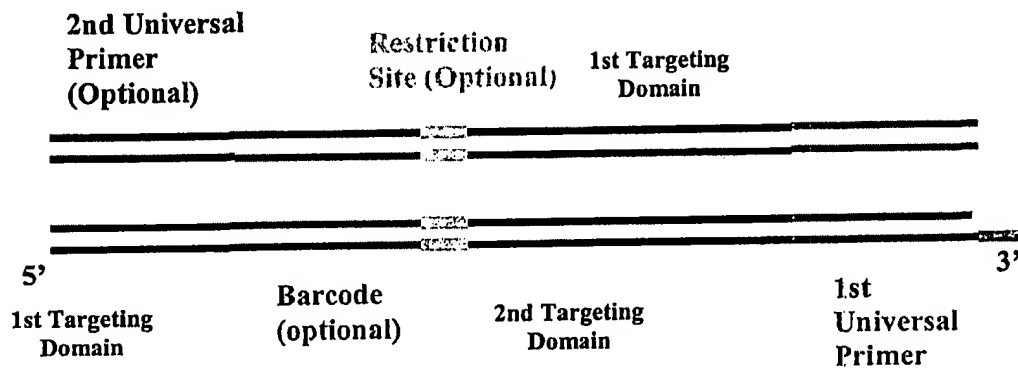 2nd Universal
Primer
(Optional)
Restriction
Site (Optional)
1st Targeting
Domain
5’
3’
1st Targeting
Domain
Barcode
(optional)
2nd Targeting
Domain
1st
Universal
Primer